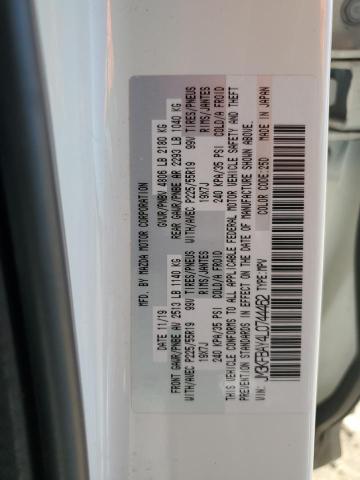 MFD. BY MAZDA MOTOR CORPORATION
DATE 11/19 GVWR/PNBV 4806 LB 2180 KG
FRONT GAWR/PNBE AV 2513 LB 1140 KG REAR GAWR/PNBE AR 2293 LB 1040 KG
WITH/AVEC P225/55R19 99V TIRES/PNEUS WITH/AVEC P225/55R19 99V TIRES/PNEUS
19X7J RIMS/JANTES 19X7J RIMS/JANTES
240 KPA/35 PSI COLD/A FROID 240 KPA/35 PSI COLD/A FROID
THIS VEHICLE CONFORMS TO ALL APPLICABLE FEDERAL MOTOR VEHICLE SAFETY AND THEFT
PREVENTION STANDARDS IN EFFECT ON THE DATE OF MANUFACTURE SHOWN ABOVE.
JM3KFBAY4L0744462
VIN: TYPE:MPV COLOR CODE:25D MADE IN JAPAN